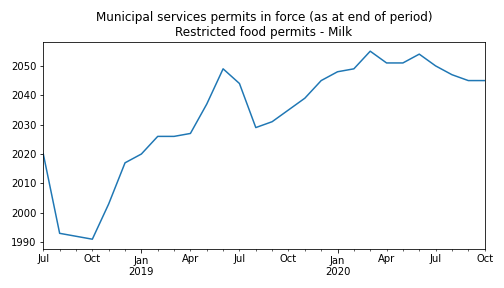 Municipal services permits in force (as at end of period)
Restricted food permits - Milk
2050
2040
2030
2020
2010
2000
1990
Jul Oct Jan Apr Jul Oct Jan Apr Jul Oct
2019 2020